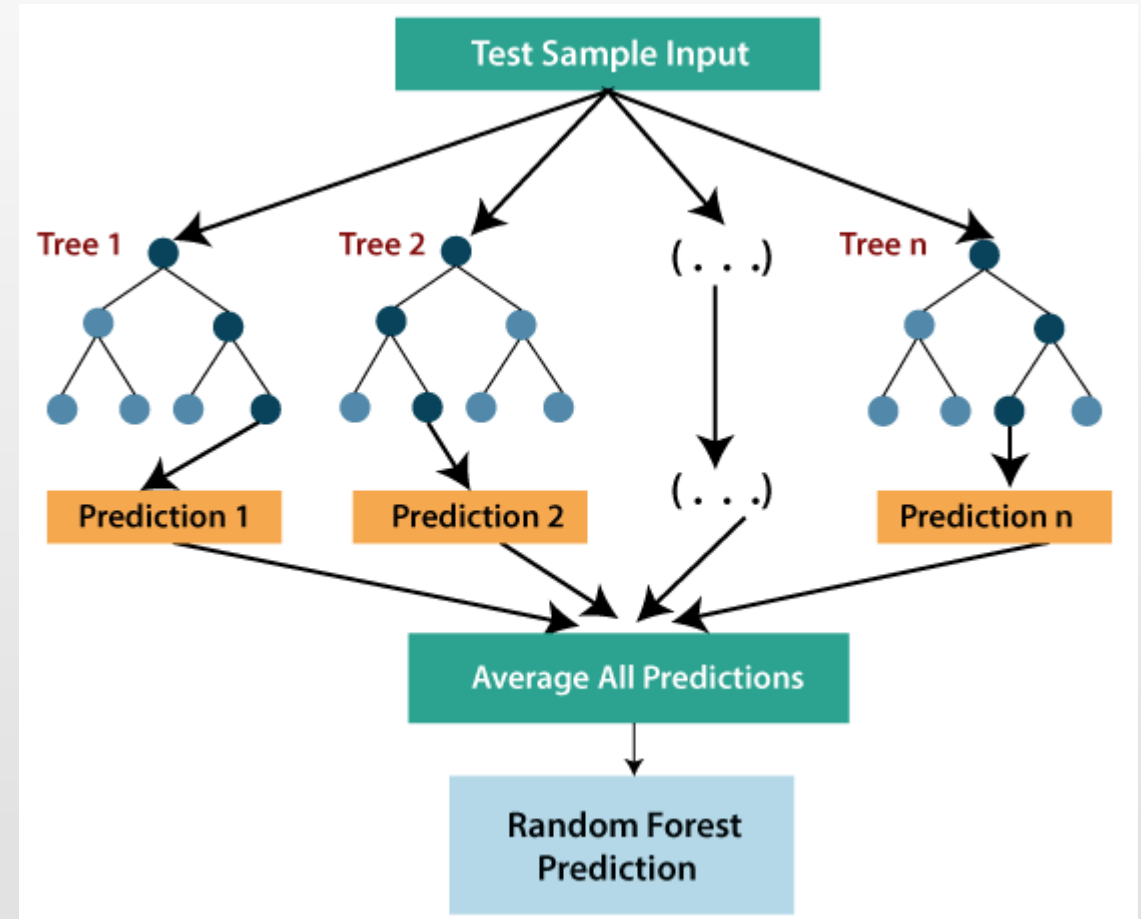 Test Sample Input
Tree 1
Tree 2
(. . .)
Tree n
(. . .)
Prediction 1
Prediction 2
Prediction n
Average All Predictions
Random Forest
Prediction